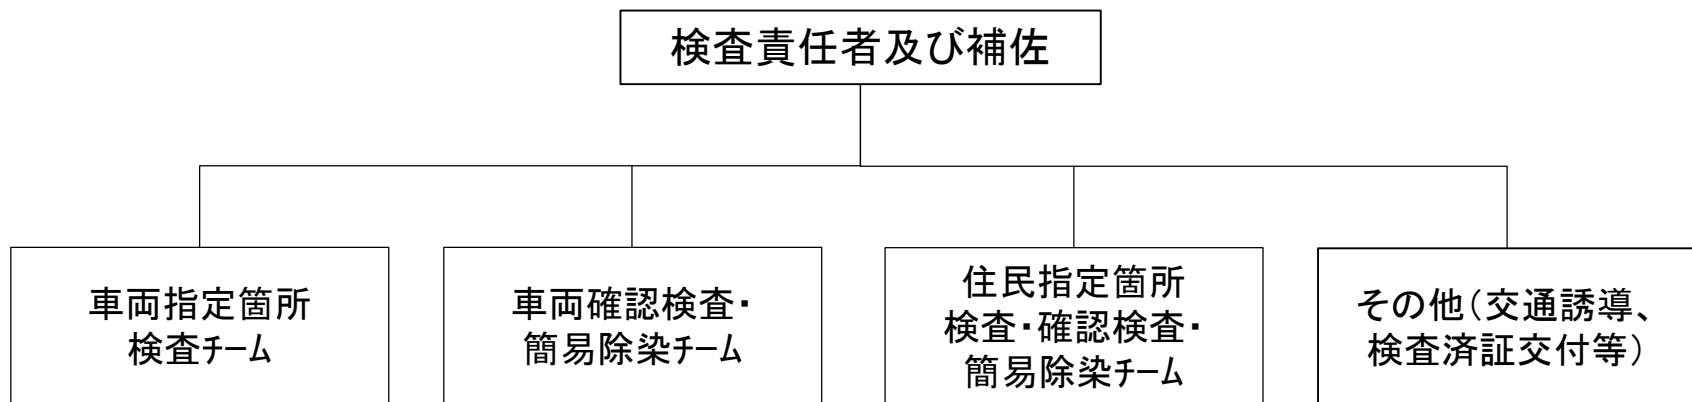 検査責任者及び補佐
車両指定箇所
検査チーム
車両確認検査・
簡易除染チーム
住民指定箇所
検査・確認検査・
簡易除染チーム
その他(交通誘導、
検査済証交付等)